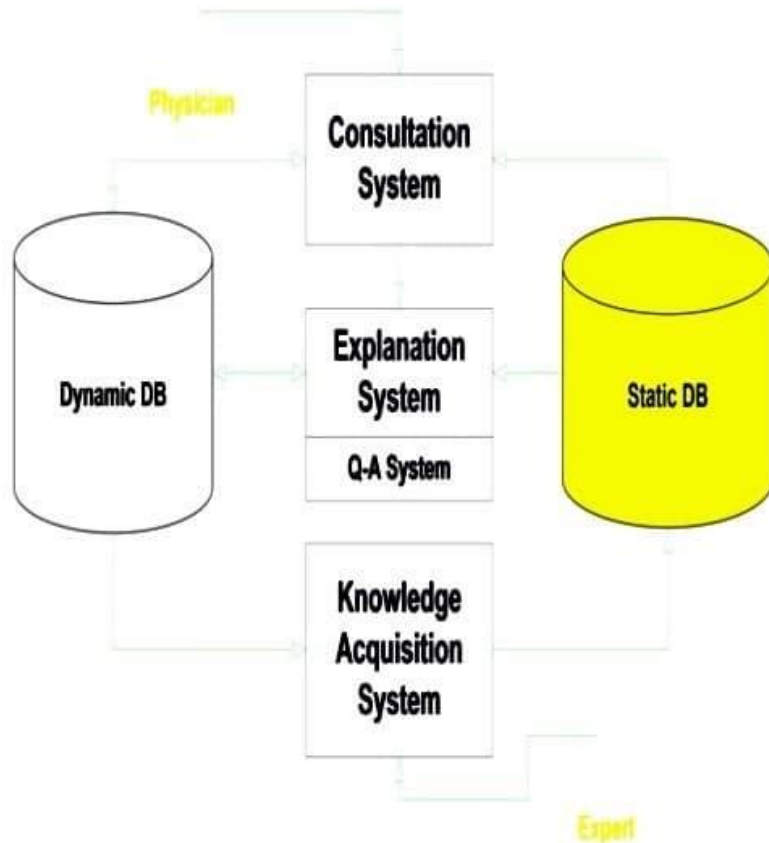 Physician
Consultation
System
Explanation
System
Dynamic DB
Static DB
Q-A System
Knowledge
Acquisition
System
Expert